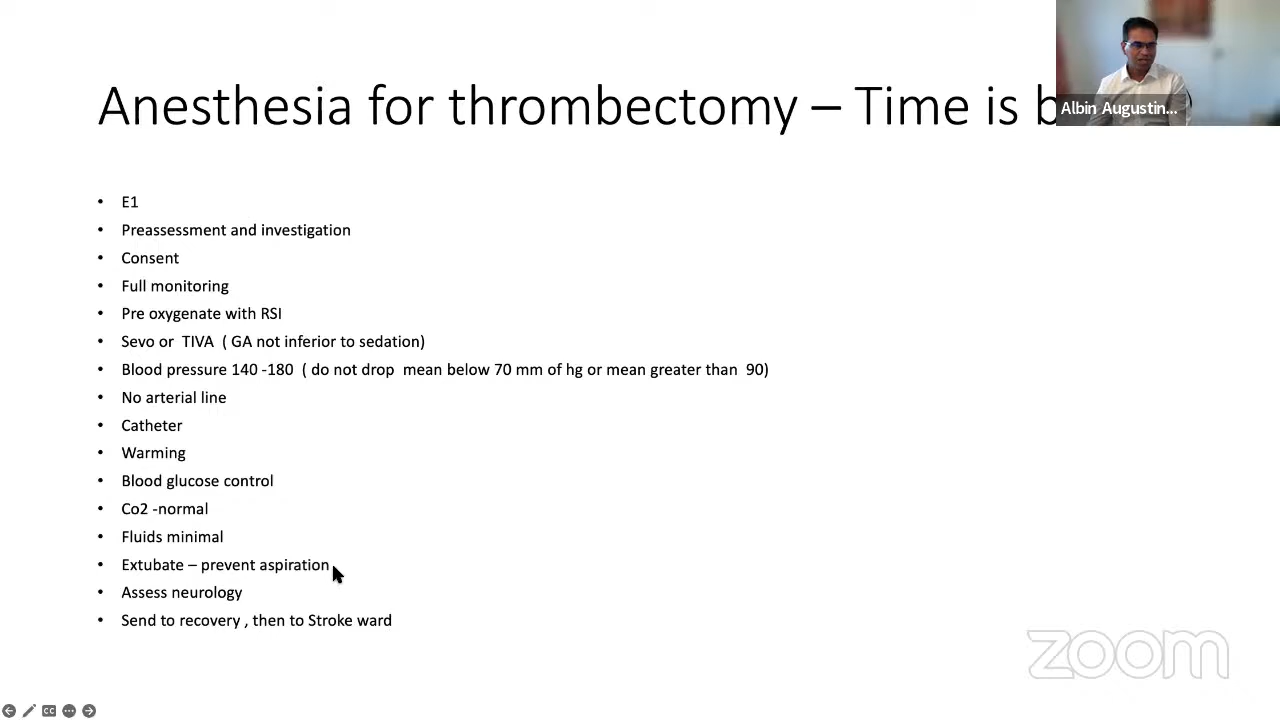 Anesthesia for thrombectomy – Time is
Albin Augustin...
• E1
• Preassessment and investigation
• Consent
• Full monitoring
• Pre oxygenate with RSI
• Sevo or TIVA ( GA not inferior to sedation)
• Blood pressure 140 -180 ( do not drop mean below 70 mm of hg or mean greater than 90)
• No arterial line
• Catheter
• Warming
• Blood glucose control
• Co2 -normal
• Fluids minimal
• Extubate – prevent aspiration
• Assess neurology
• Send to recovery , then to Stroke ward
zoom
CC